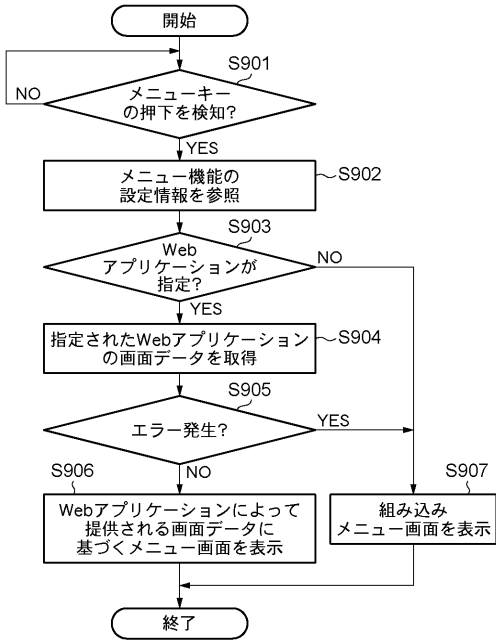 開始
S901
メニューキー
の押下を検知?
NO
YES
S902
メニュー機能の
設定情報を参照
S903
Web
アプリケーションが
指定?
NO
YES
S904
指定されたWebアプリケーション
の画面データを取得
S905
エラー発生?
YES
NO
S906
Webアプリケーションによって
提供される画面データに
基づくメニュー画面を表示
S907
組み込み
メニュー画面を表示
終了